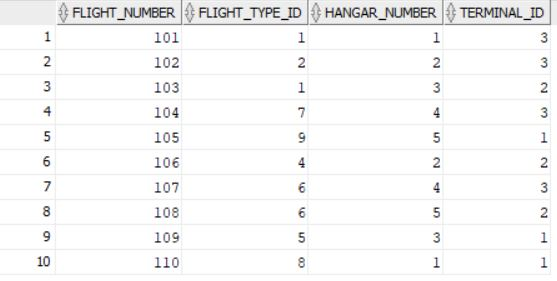 FLIGHT_NUMBER FLIGHT_TYPE_ID HANGAR_NUMBER TERMINAL_ID
1 101 1 1 3
2 102 2 2 3
3 103 1 3 2
4 104 7 4 3
5 105 9 5 1
6 106 4 2 2
7 107 6 4 3
8 108 6 5 2
9 109 5 3 1
10 110 8 1 1